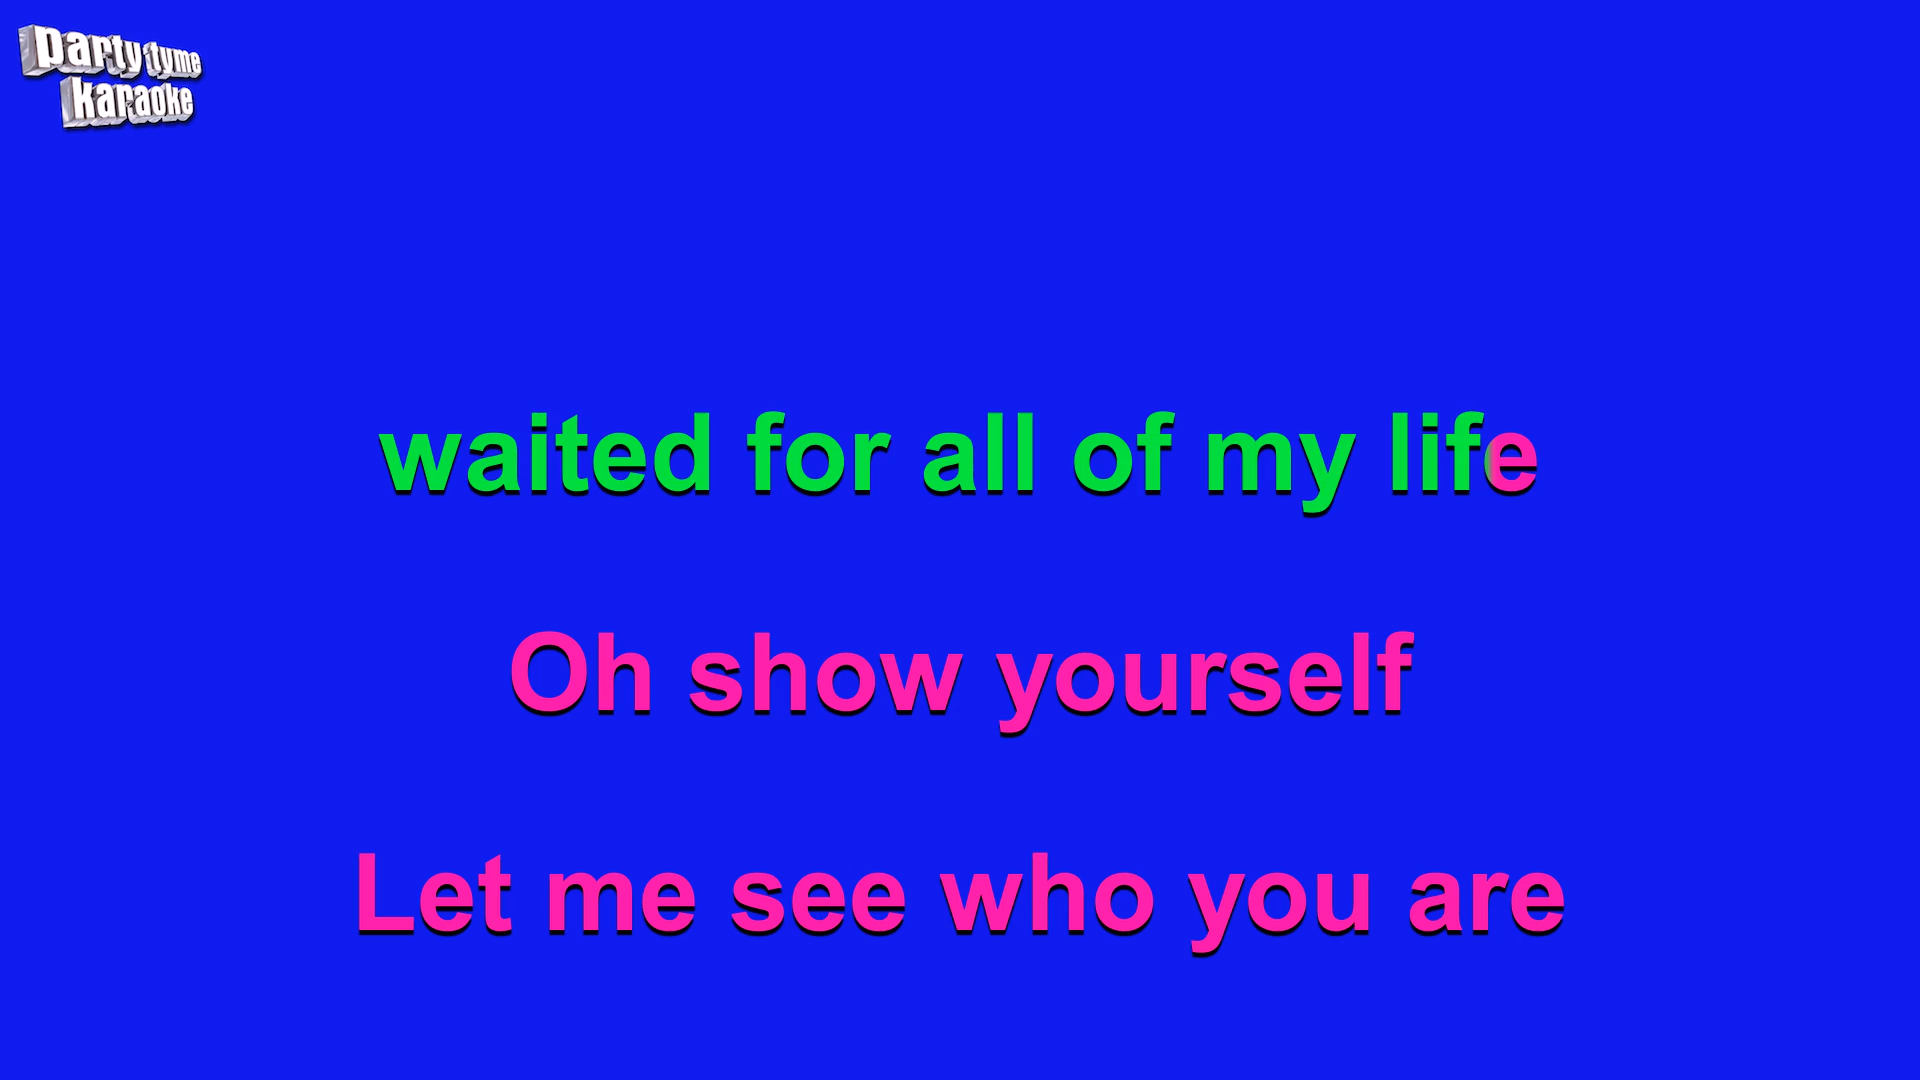 party tyme
karaoke
waited for all of my life
Oh show yourself
Let me see who you are